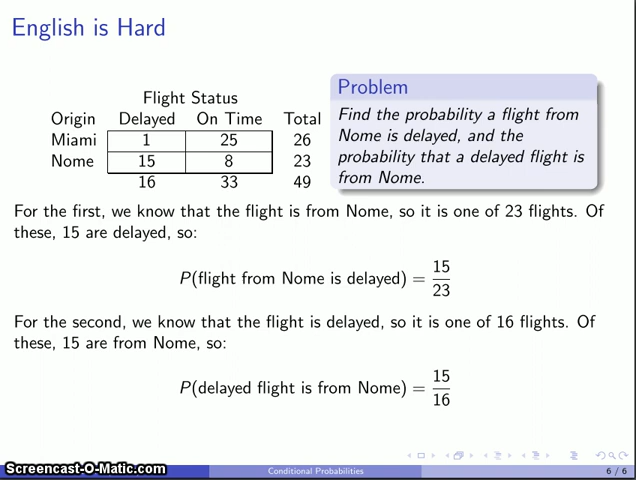 English is Hard
Flight Status
Origin Delayed On Time Total
Miami 1 25 26
Nome 15 8 23
16 33 49
Problem
Find the probability a flight from
Nome is delayed, and the
probability that a delayed flight is
from Nome.
For the first, we know that the flight is from Nome, so it is one of 23 flights. Of
these, 15 are delayed, so:
P(flight from Nome is delayed) = 15/23
For the second, we know that the flight is delayed, so it is one of 16 flights. Of
these, 15 are from Nome, so:
P(delayed flight is from Nome) = 15/16
Screencast-O-Matic.com
Conditional Probabilities
6 / 6